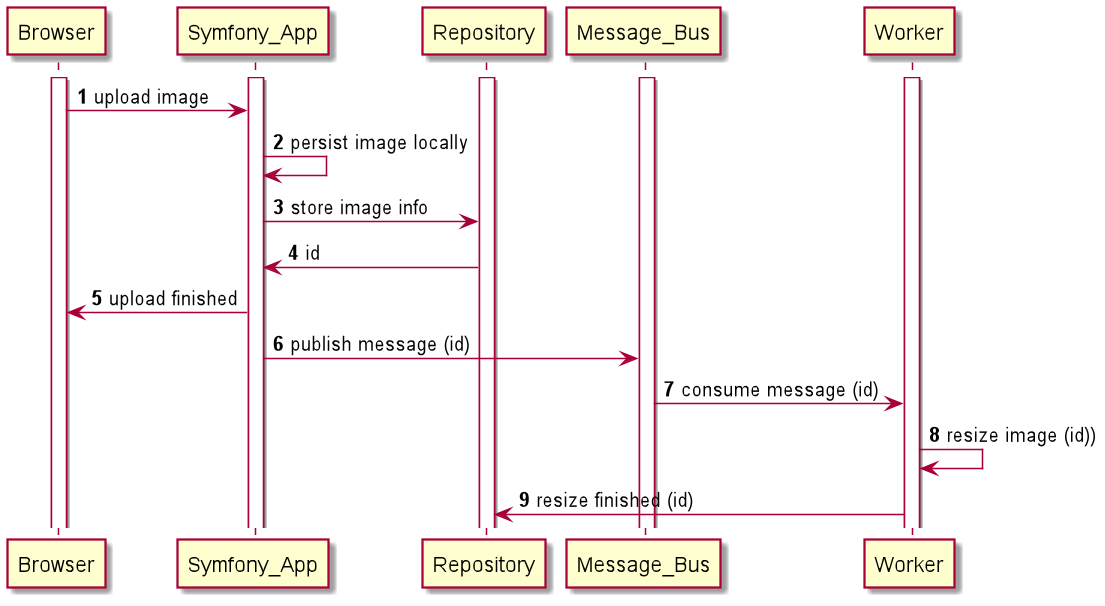 Browser Symfony_App Repository Message_Bus Worker
1 upload image
2 persist image locally
3 store image info
4 id
5 upload finished
6 publish message (id)
7 consume message (id)
8 resize image (id))
9 resize finished (id)
Browser Symfony_App Repository Message_Bus Worker